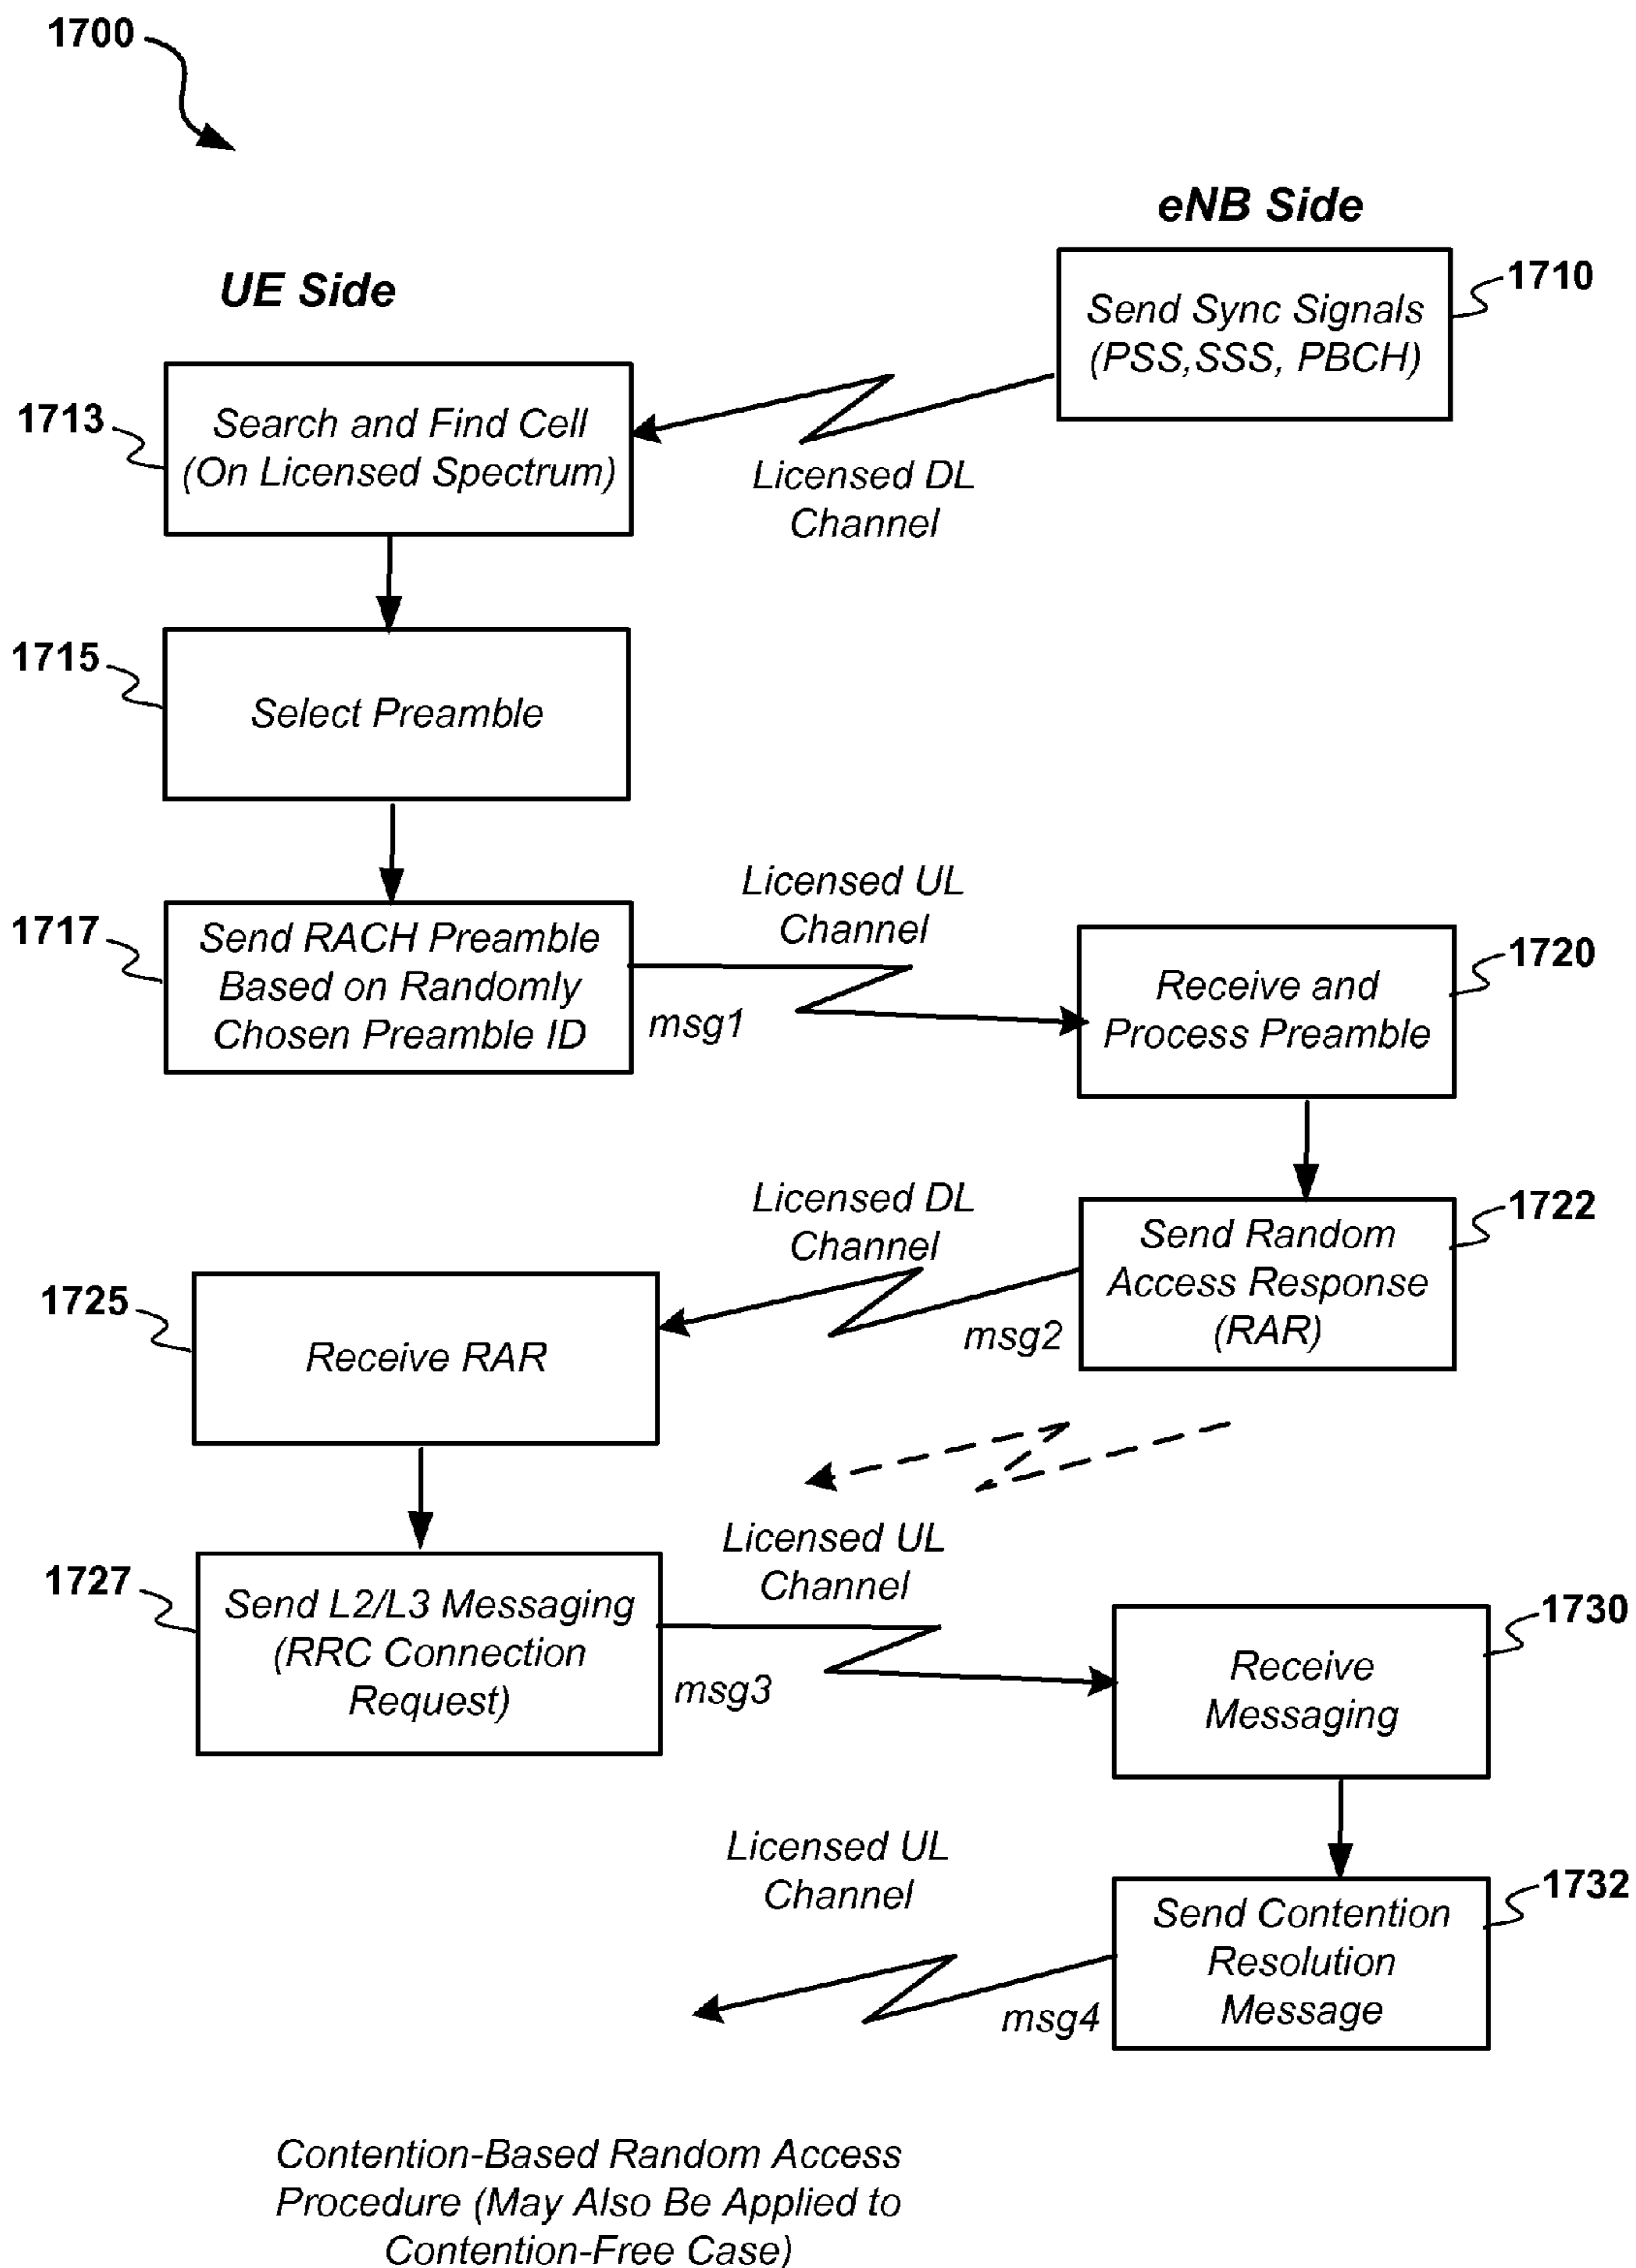 1700
eNB Side
UE Side
1710
Send Sync Signals
(PSS,SSS, PBCH)
1713
Search and Find Cell
(On Licensed Spectrum)
Licensed DL
Channel
1715
Select Preamble
1717
Send RACH Preamble
Based on Randomly
Chosen Preamble ID
Licensed UL
Channel
msg1
1720
Receive and
Process Preamble
Licensed DL
Channel
1722
Send Random
Access Response
(RAR)
msg2
1725
Receive RAR
Licensed UL
Channel
1727
Send L2/L3 Messaging
(RRC Connection
Request)
msg3
1730
Receive
Messaging
Licensed UL
Channel
1732
Send Contention
Resolution
Message
msg4
Contention-Based Random Access
Procedure (May Also Be Applied to
Contention-Free Case)